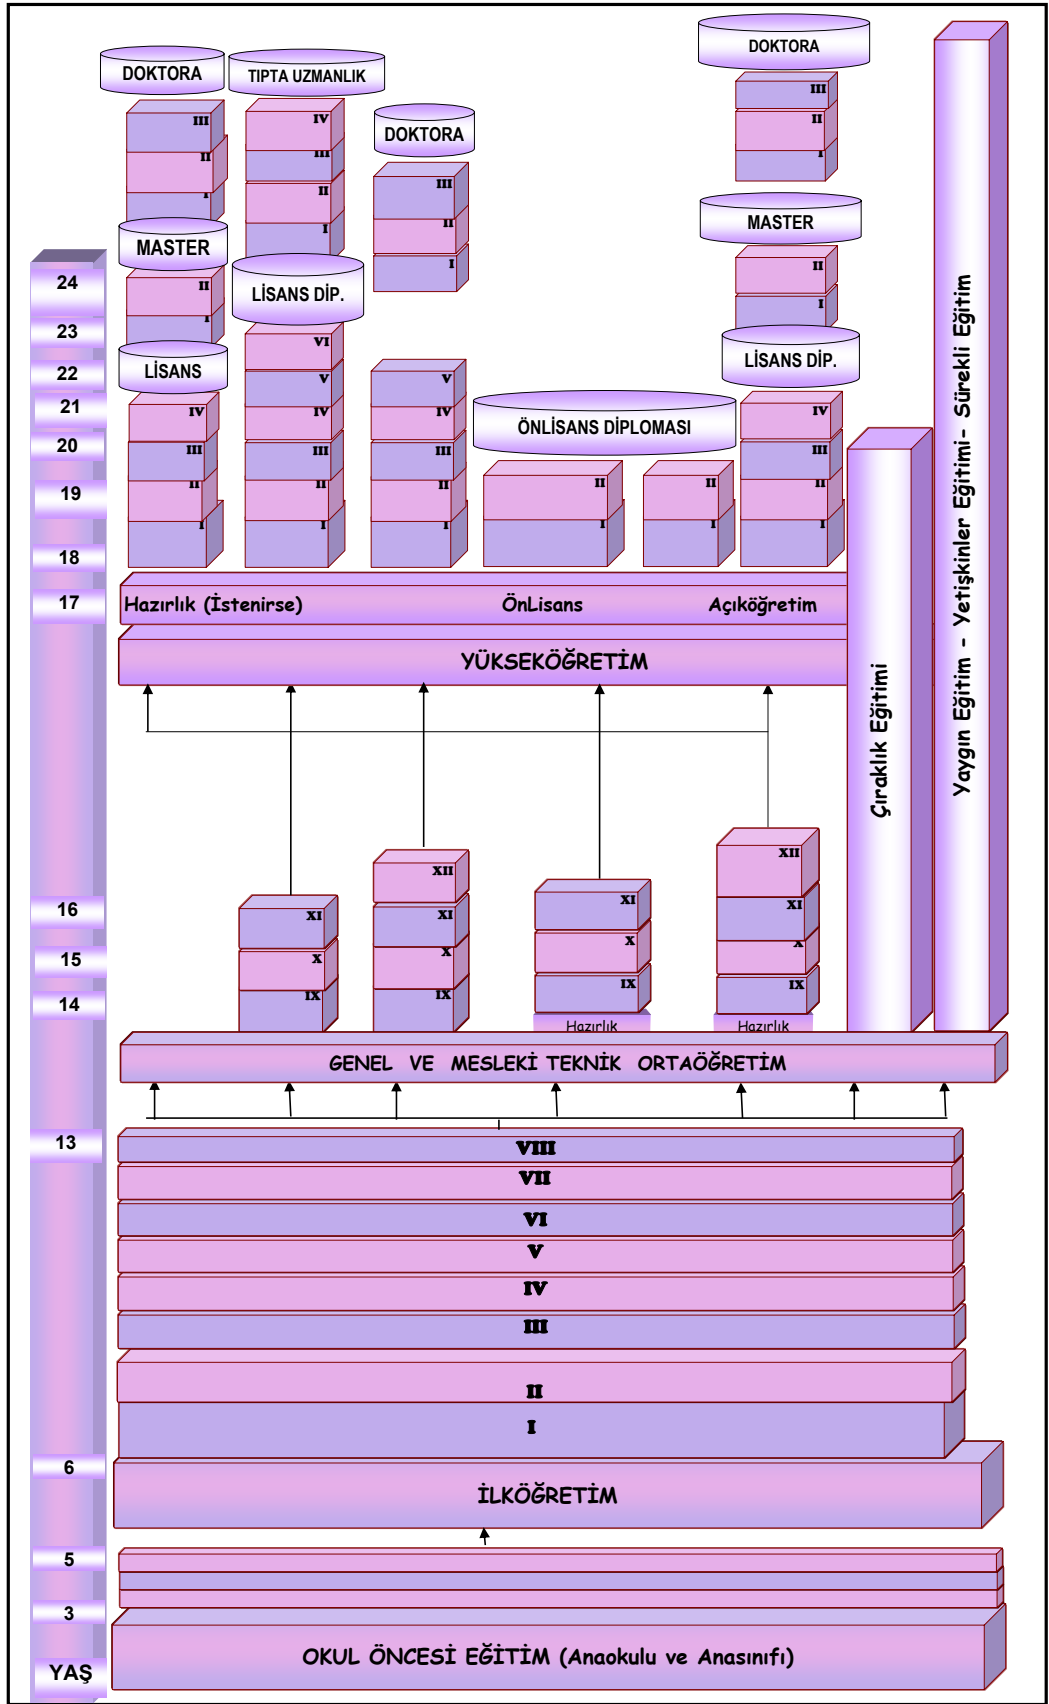 DOKTORA
DOKTORA
TIPTA UZMANLIK
III
II
I
IV
III
II
I
DOKTORA
III
II
I
III
II
I
MASTER
MASTER
24
II
I
LİSANS DİP.
II
I
23
VI
LİSANS DİP.
22
LİSANS
V
V
21
IV
IV
IV
IV
ÖNLİSANS DİPLOMASI
20
III
III
III
III
19
II
II
II
II
II
II
18
I
I
I
I
I
I
17
Hazırlık (İstenirse)
ÖnLisans
Açıköğretim
YÜKSEKÖĞRETİM
Çıraklık Eğitimi
Yaygın Eğitim - Yetişkinler Eğitimi- Sürekli Eğitim
XII
XII
16
XI
XI
XI
XI
15
X
X
X
X
14
IX
IX
IX
IX
Hazırlık
Hazırlık
GENEL VE MESLEKİ TEKNİK ORTAÖĞRETİM
13
VIII
VII
VI
V
IV
III
II
I
6
İLKÖĞRETİM
5
3
OKUL ÖNCESİ EĞİTİM (Anaokulu ve Anasınıfı)
YAŞ